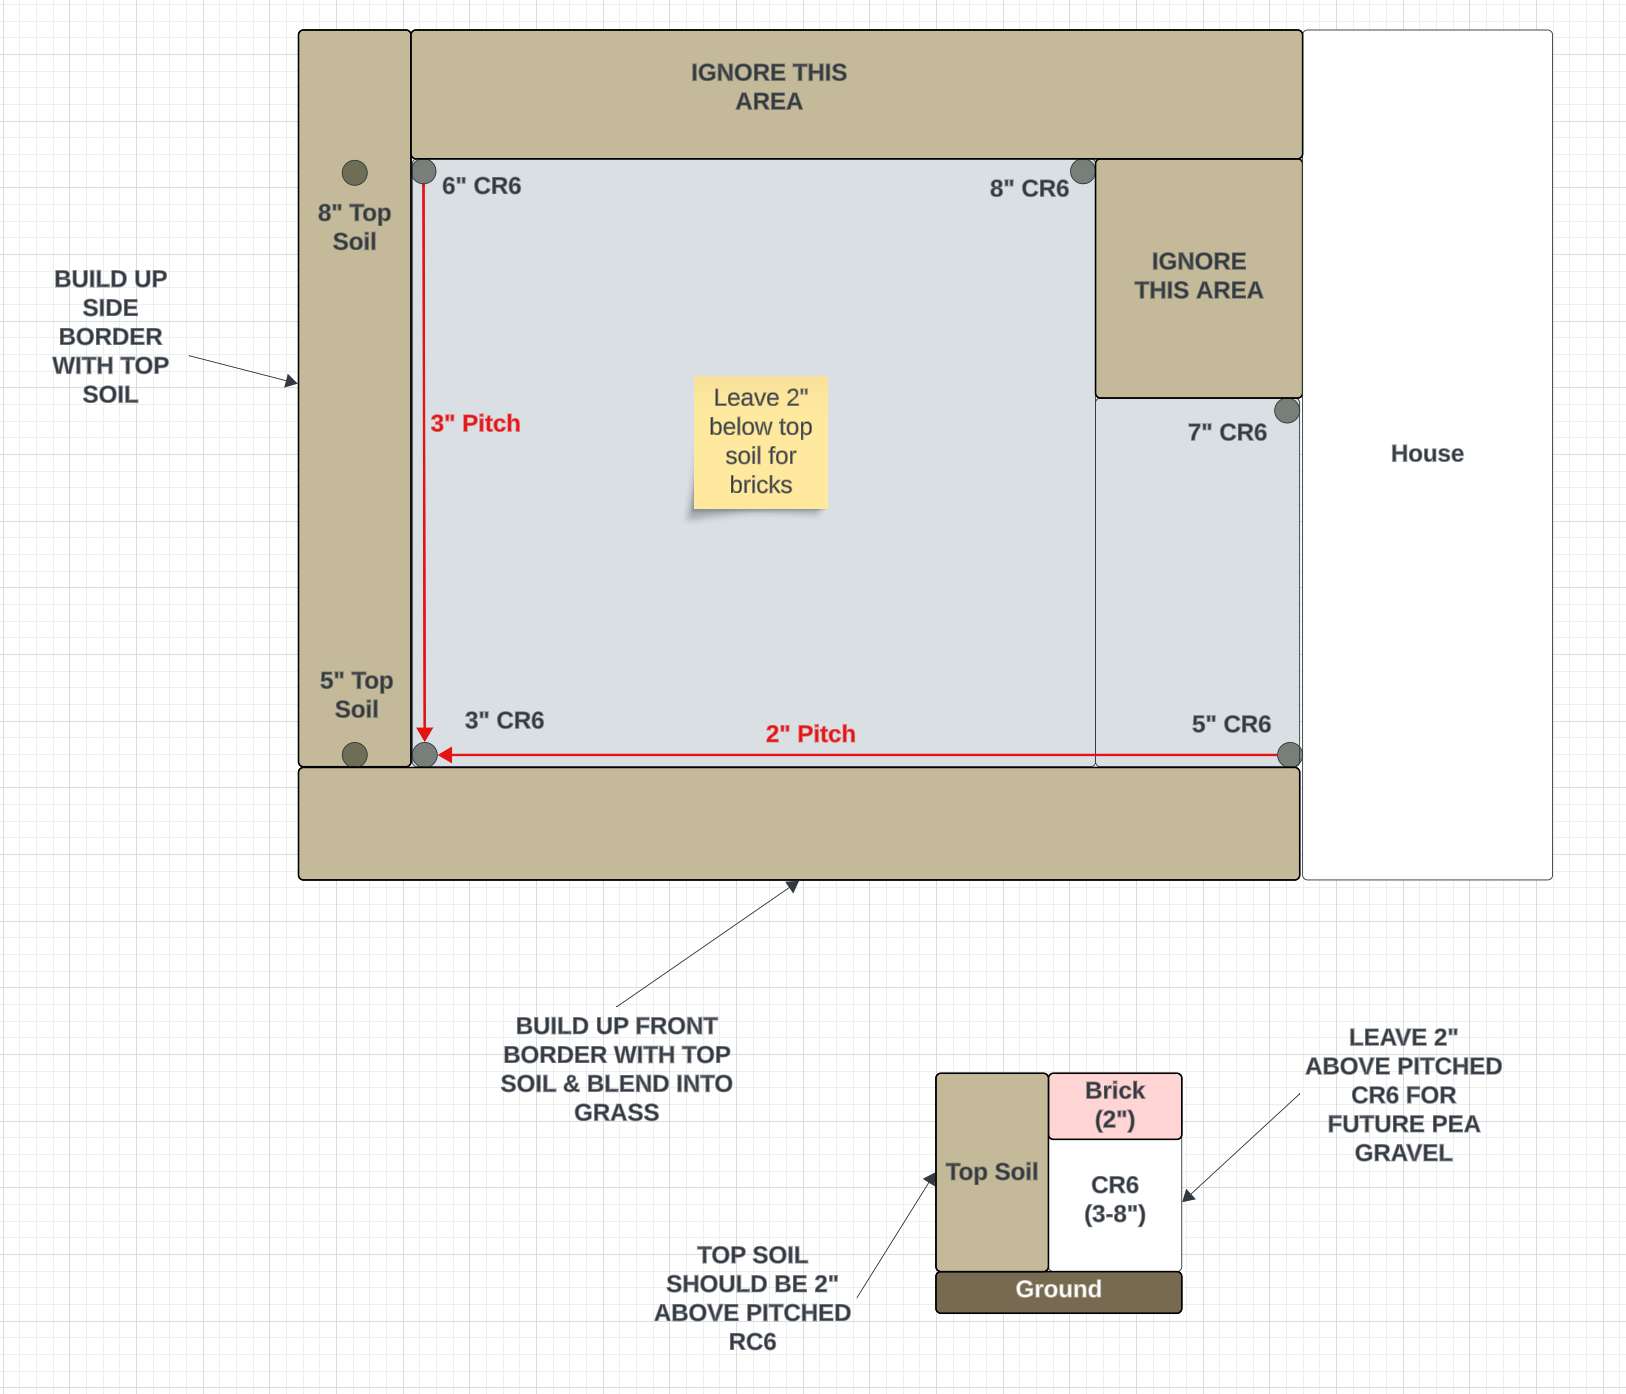 IGNORE THIS
AREA
6" CR6
8" CR6
8" Top
Soil
IGNORE
THIS AREA
BUILD UP
SIDE
BORDER
WITH TOP
SOIL
3" Pitch
Leave 2"
below top
soil for
bricks
7" CR6
House
5" Top
Soil
3" CR6
2" Pitch
5" CR6
BUILD UP FRONT
BORDER WITH TOP
SOIL & BLEND INTO
GRASS
LEAVE 2"
ABOVE PITCHED
CR6 FOR
FUTURE PEA
GRAVEL
Brick
(2")
Top Soil
CR6
(3-8")
Ground
TOP SOIL
SHOULD BE 2"
ABOVE PITCHED
RC6